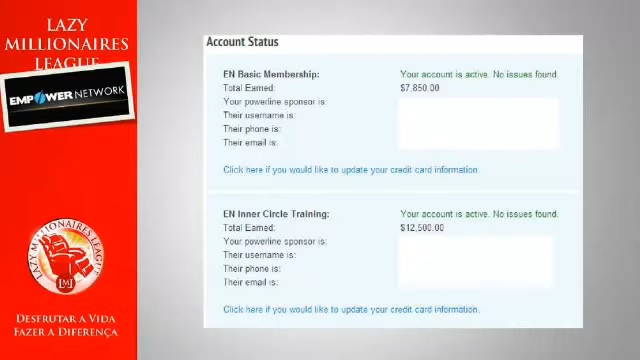 LAZY
MILLIONAIRES
LEAGUE
EMPOWER NETWORK
LAZY MILLIONAIRES LEAGUE
LML
DESFRUTAR A VIDA
FAZER A DIFERENÇA
Account Status
EN Basic Membership: Your account is active. No issues found.
Total Earned: $7,850.00
Your powerline sponsor is:
Their username is:
Their phone is:
Their email is:
Click here if you would like to update your credit card information.
EN Inner Circle Training: Your account is active. No issues found.
Total Earned: $12,500.00
Your powerline sponsor is:
Their username is:
Their phone is:
Their email is:
Click here if you would like to update your credit card information.